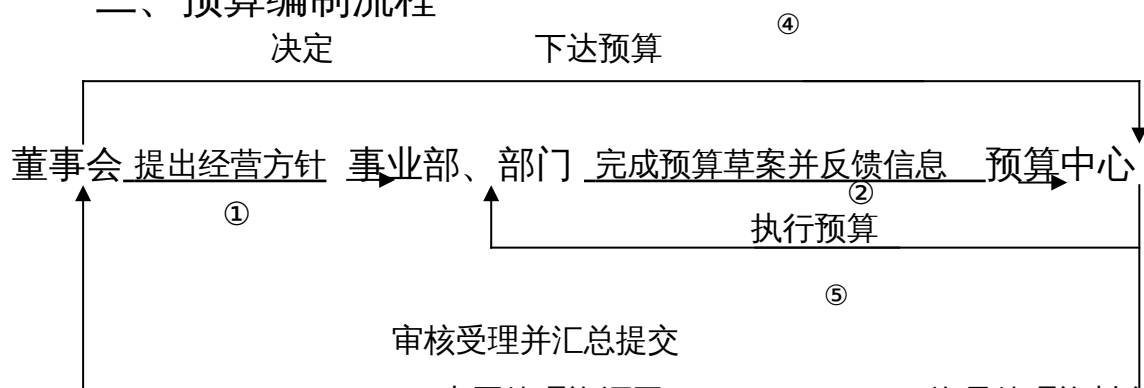 预算编制流程
④
决定 下达预算
董事会 提出经营方针 事业部、部门 完成预算草案并反馈信息 预算中心
① ②
执行预算
⑤
审核受理并汇总提交